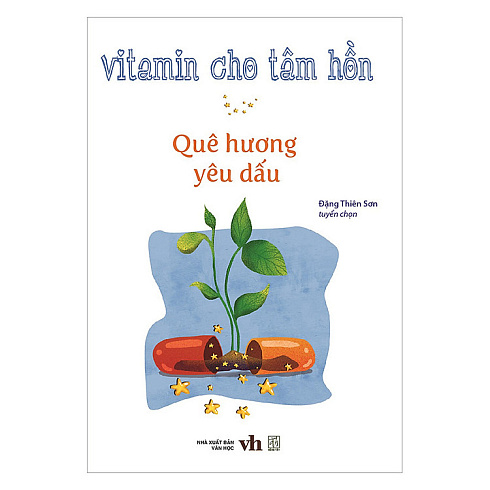 vitamin cho tâm hồn
Quê hương
yêu dấu
Đặng Thiên Sơn
tuyển chọn
NHÀ XUẤT BẢN
VĂN HỌC
vh